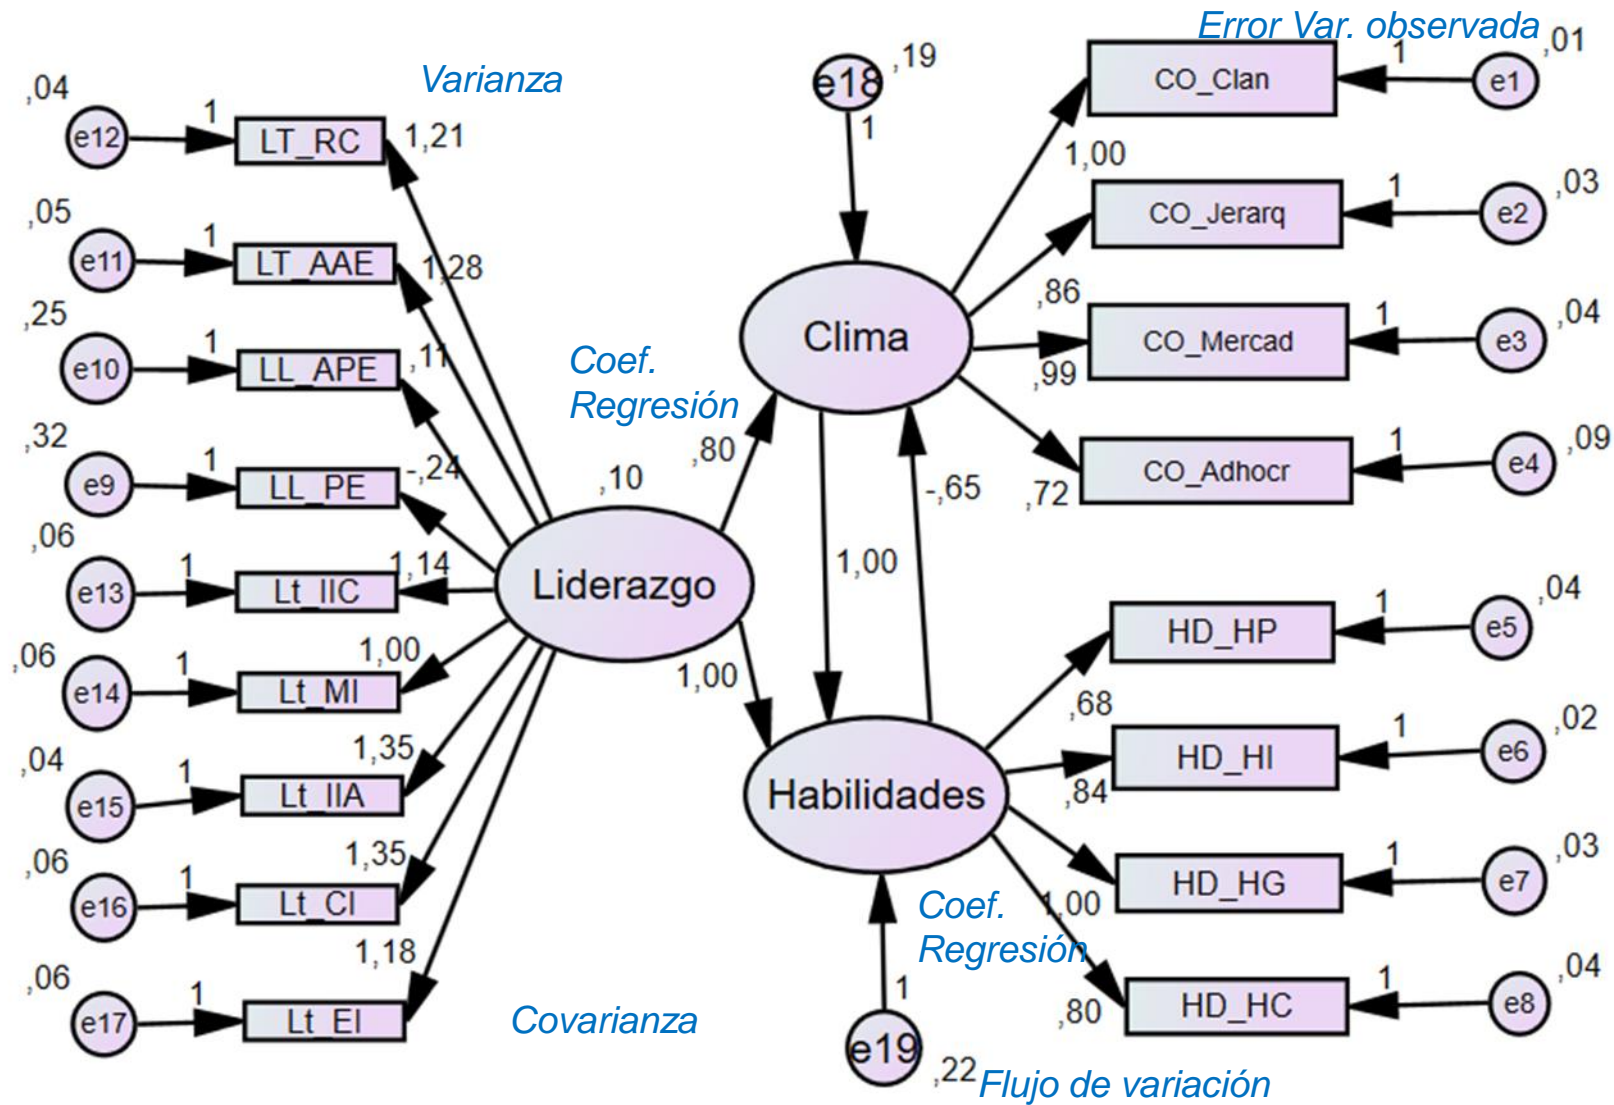 Error Var. observada
,01
,19
e18
1
CO_Clan
1
e1
Varianza
,04
e12
1
LT_RC
1,21
1,00
,03
CO_Jerarq
1
e2
,05
e11
1
LT_AAE
1,28
,86
,04
Clima
CO_Mercad
1
e3
,99
,25
e10
1
LL_APE
,11
Coef.
Regresión
,80
,09
CO_Adhocr
1
e4
,72
,32
e9
1
LL_PE
-,24
,10
-,65
1,00
,06
e13
1
Lt_IIC
1,14
Liderazgo
,04
HD_HP
1
e5
,68
,06
e14
1
Lt_MI
1,00
1,00
,02
HD_HI
1
e6
,84
,04
e15
1
Lt_IIA
1,35
Habilidades
,03
HD_HG
1
e7
1,00
,06
e16
1
Lt_CI
1,35
Coef.
Regresión
,04
HD_HC
1
e8
,80
,06
e17
1
Lt_EI
1,18
Covarianza
1
e19
,22
Flujo de variación